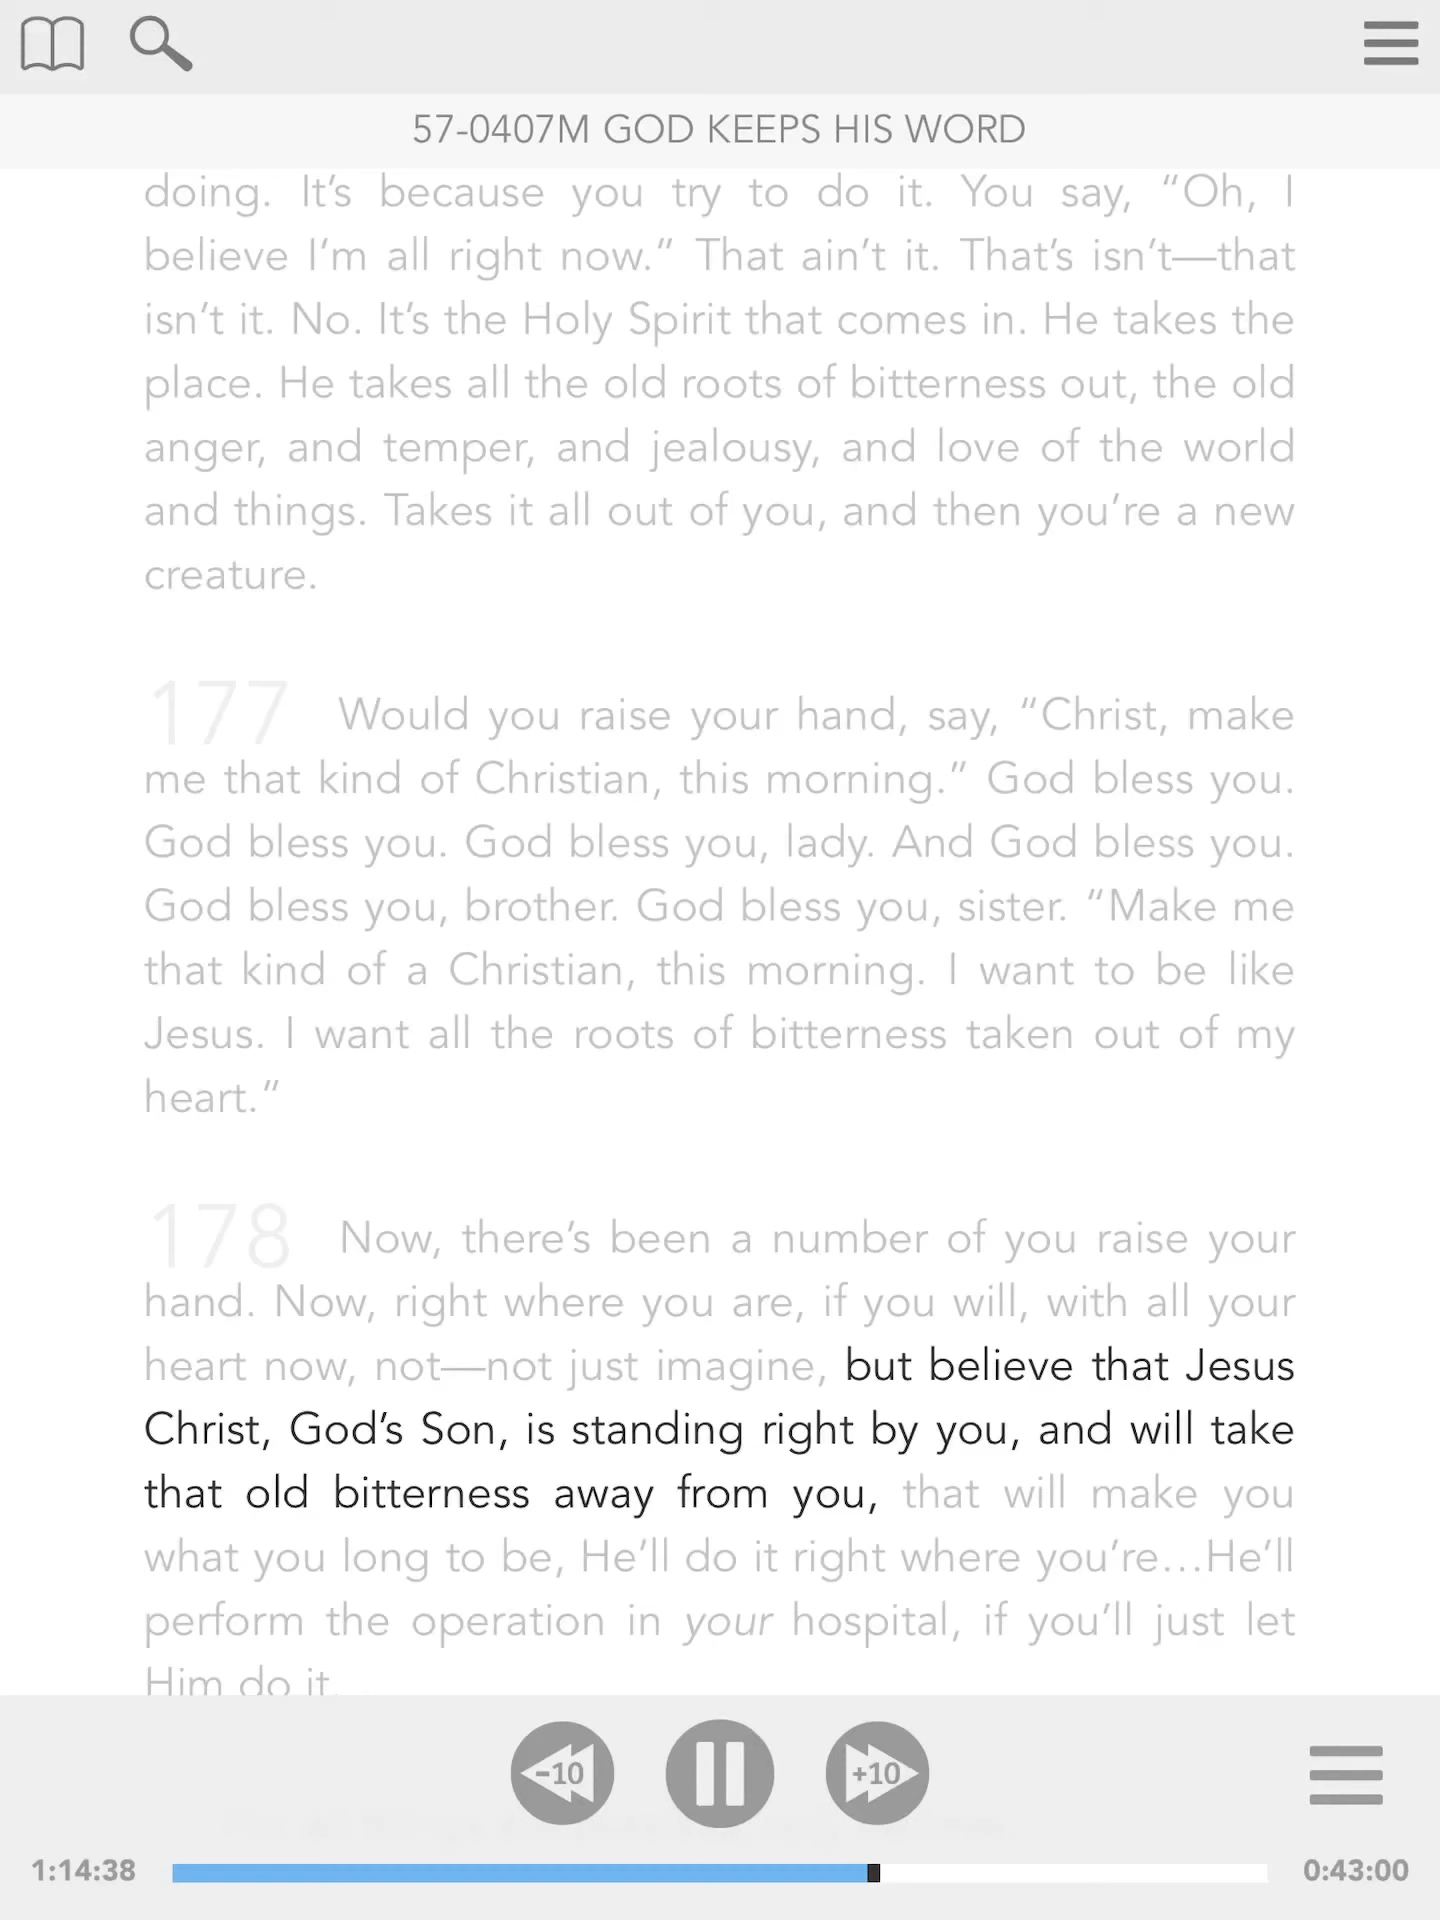 57-0407M GOD KEEPS HIS WORD
doing. It’s because you try to do it. You say, “Oh, I
believe I’m all right now.” That ain’t it. That’s isn’t—that
isn’t it. No. It’s the Holy Spirit that comes in. He takes the
place. He takes all the old roots of bitterness out, the old
anger, and temper, and jealousy, and love of the world
and things. Takes it all out of you, and then you’re a new
creature.
177 Would you raise your hand, say, “Christ, make
me that kind of Christian, this morning.” God bless you.
God bless you. God bless you, lady. And God bless you.
God bless you, brother. God bless you, sister. “Make me
that kind of a Christian, this morning. I want to be like
Jesus. I want all the roots of bitterness taken out of my
heart.”
178 Now, there’s been a number of you raise your
hand. Now, right where you are, if you will, with all your
heart now, not—not just imagine, but believe that Jesus
Christ, God’s Son, is standing right by you, and will take
that old bitterness away from you, that will make you
what you long to be, He’ll do it right where you’re…He’ll
perform the operation in your hospital, if you’ll just let
Him do it.
-10 +10
1:14:38 0:43:00